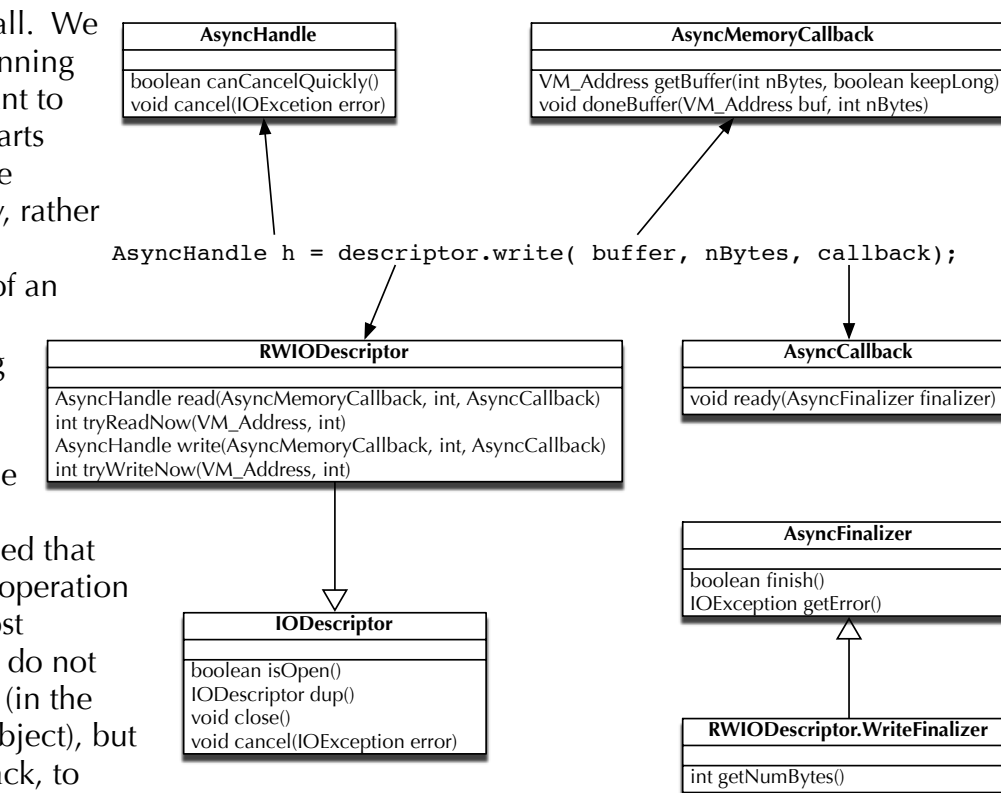 all. We
nning
nt to
arts
e
, rather
of an
g
e
ed that
operation
ost
do not
(in the
bject), but
ack, to
AsyncHandle
boolean canCancelQuickly()
void cancel(IOExcetion error)
AsyncMemoryCallback
VM_Address getBuffer(int nBytes, boolean keepLong)
void doneBuffer(VM_Address buf, int nBytes)
AsyncHandle h = descriptor.write( buffer, nBytes, callback);
RWIODescriptor
AsyncHandle read(AsyncMemoryCallback, int, AsyncCallback)
int tryReadNow(VM_Address, int)
AsyncHandle write(AsyncMemoryCallback, int, AsyncCallback)
int tryWriteNow(VM_Address, int)
AsyncCallback
void ready(AsyncFinalizer finalizer)
IODescriptor
boolean isOpen()
IODescriptor dup()
void close()
void cancel(IOException error)
AsyncFinalizer
boolean finish()
IOException getError()
RWIODescriptor.WriteFinalizer
int getNumBytes()